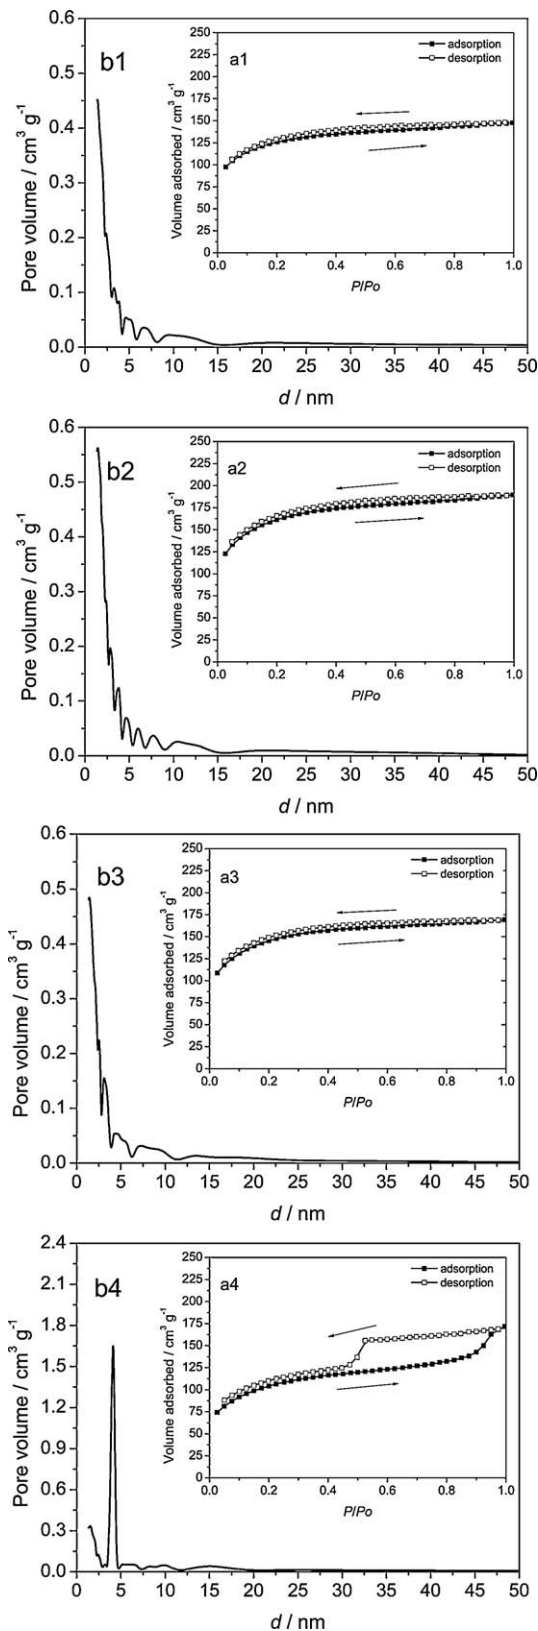 b1
a1
adsorption
desorption
Volume adsorbed / cm³ g⁻¹
250
225
200
175
150
125
100
75
50
25
0
0.0 0.2 0.4 0.6 0.8 1.0
P/Po
Pore volume / cm³ g⁻¹
0.6
0.5
0.4
0.3
0.2
0.1
0.0
0 5 10 15 20 25 30 35 40 45 50
d / nm
b2
a2
adsorption
desorption
Volume adsorbed / cm³ g⁻¹
250
225
200
175
150
125
100
75
50
25
0
0.0 0.2 0.4 0.6 0.8 1.0
P/Po
Pore volume / cm³ g⁻¹
0.6
0.5
0.4
0.3
0.2
0.1
0.0
0 5 10 15 20 25 30 35 40 45 50
d / nm
b3
a3
adsorption
desorption
Volume adsorbed / cm³ g⁻¹
250
225
200
175
150
125
100
75
50
25
0
0.0 0.2 0.4 0.6 0.8 1.0
P/Po
Pore volume / cm³ g⁻¹
0.6
0.5
0.4
0.3
0.2
0.1
0.0
0 5 10 15 20 25 30 35 40 45 50
d / nm
b4
a4
adsorption
desorption
Volume adsorbed / cm³ g⁻¹
250
225
200
175
150
125
100
75
50
25
0
0.0 0.2 0.4 0.6 0.8 1.0
P/Po
Pore volume / cm³ g⁻¹
2.4
2.1
1.8
1.5
1.2
0.9
0.6
0.3
0.0
0 5 10 15 20 25 30 35 40 45 50
d / nm